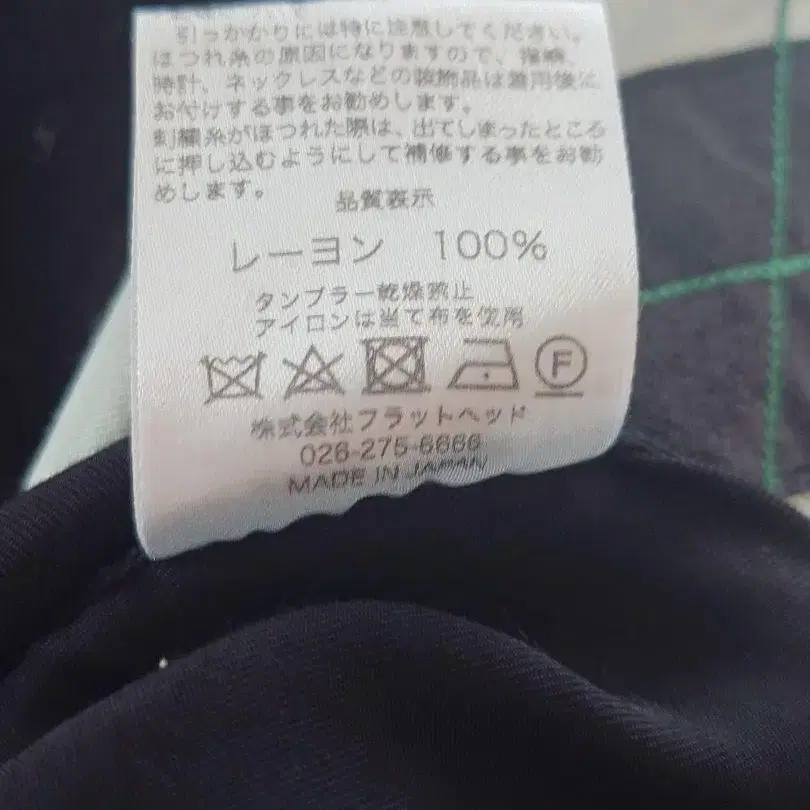 引っかかりには特に注意してください。
ほつれ糸の原因になりますので、指輪、
時計、ネックレスなどの装飾品は着用後に
お付けする事をお勧めします。
刺繍糸がほつれた際は、出てしまったところ
に押し込むようにして補修する事をお勧
めします。
品質表示
レーヨン 100%
タンブラー乾燥禁止
アイロンは当て布を使用
F
株式会社フラットヘッド
026-275-6666
MADE IN JAPAN